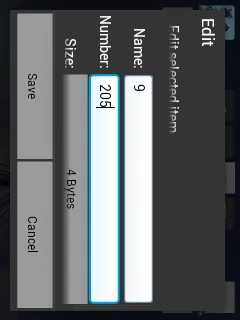 Edit
Edit selected item
Name: 9
Number: 205
Size: 4 Bytes
Save Cancel